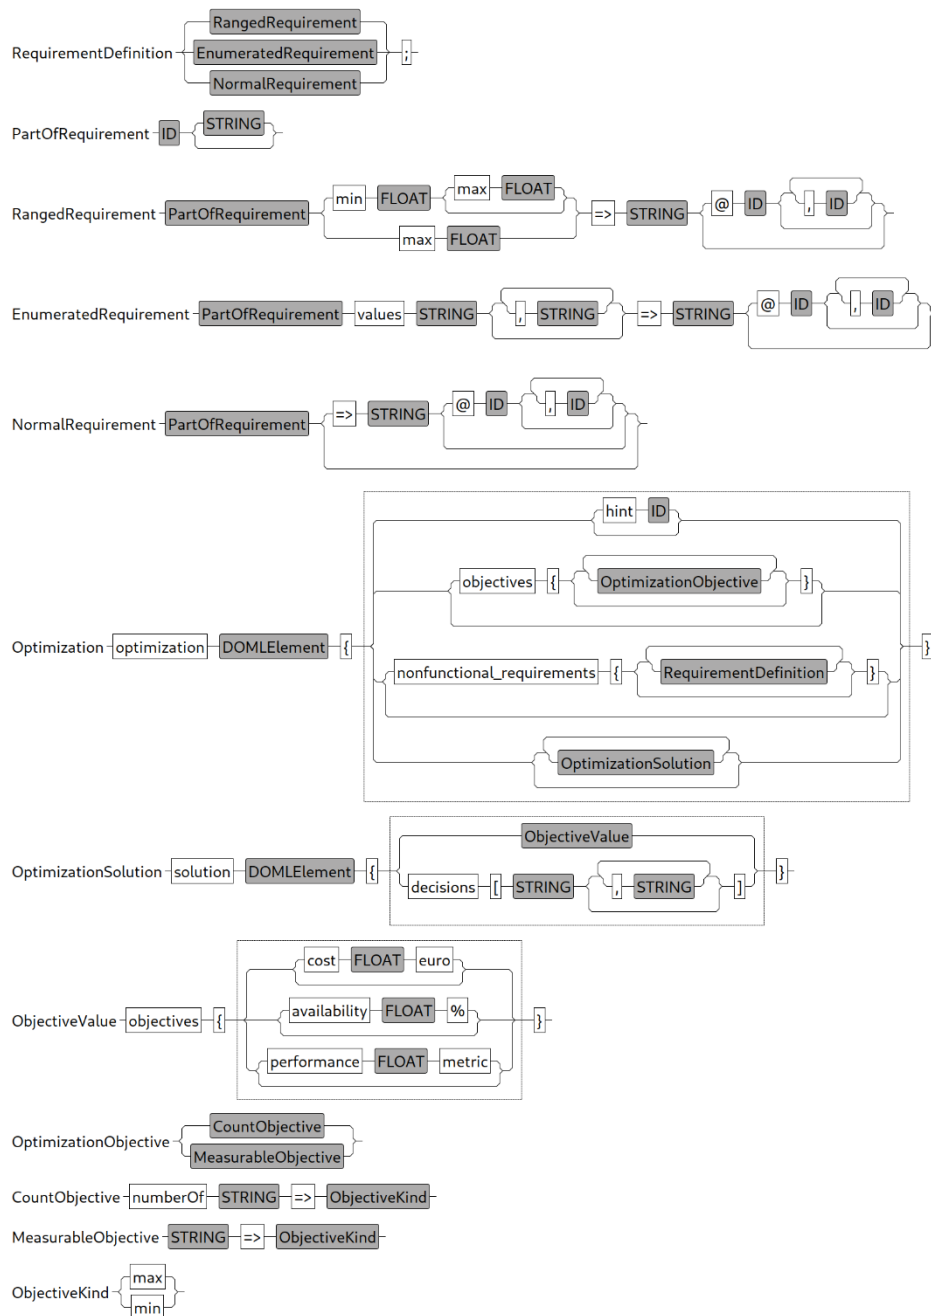 RangedRequirement
RequirementDefinition EnumeratedRequirement ;
NormalRequirement
PartOfRequirement ID STRING
RangedRequirement PartOfRequirement min FLOAT max FLOAT => STRING @ ID , ID
max FLOAT
EnumeratedRequirement PartOfRequirement values STRING , STRING => STRING @ ID , ID
NormalRequirement PartOfRequirement => STRING @ ID , ID
hint ID
objectives { OptimizationObjective }
Optimization optimization DOMLElement { }
nonfunctional_requirements { RequirementDefinition }
OptimizationSolution
ObjectiveValue
OptimizationSolution solution DOMLElement { }
decisions [ STRING , STRING ]
cost FLOAT euro
availability FLOAT %
ObjectiveValue objectives { }
performance FLOAT metric
CountObjective
OptimizationObjective
MeasurableObjective
CountObjective numberOf STRING => ObjectiveKind
MeasurableObjective STRING => ObjectiveKind
max
ObjectiveKind
min